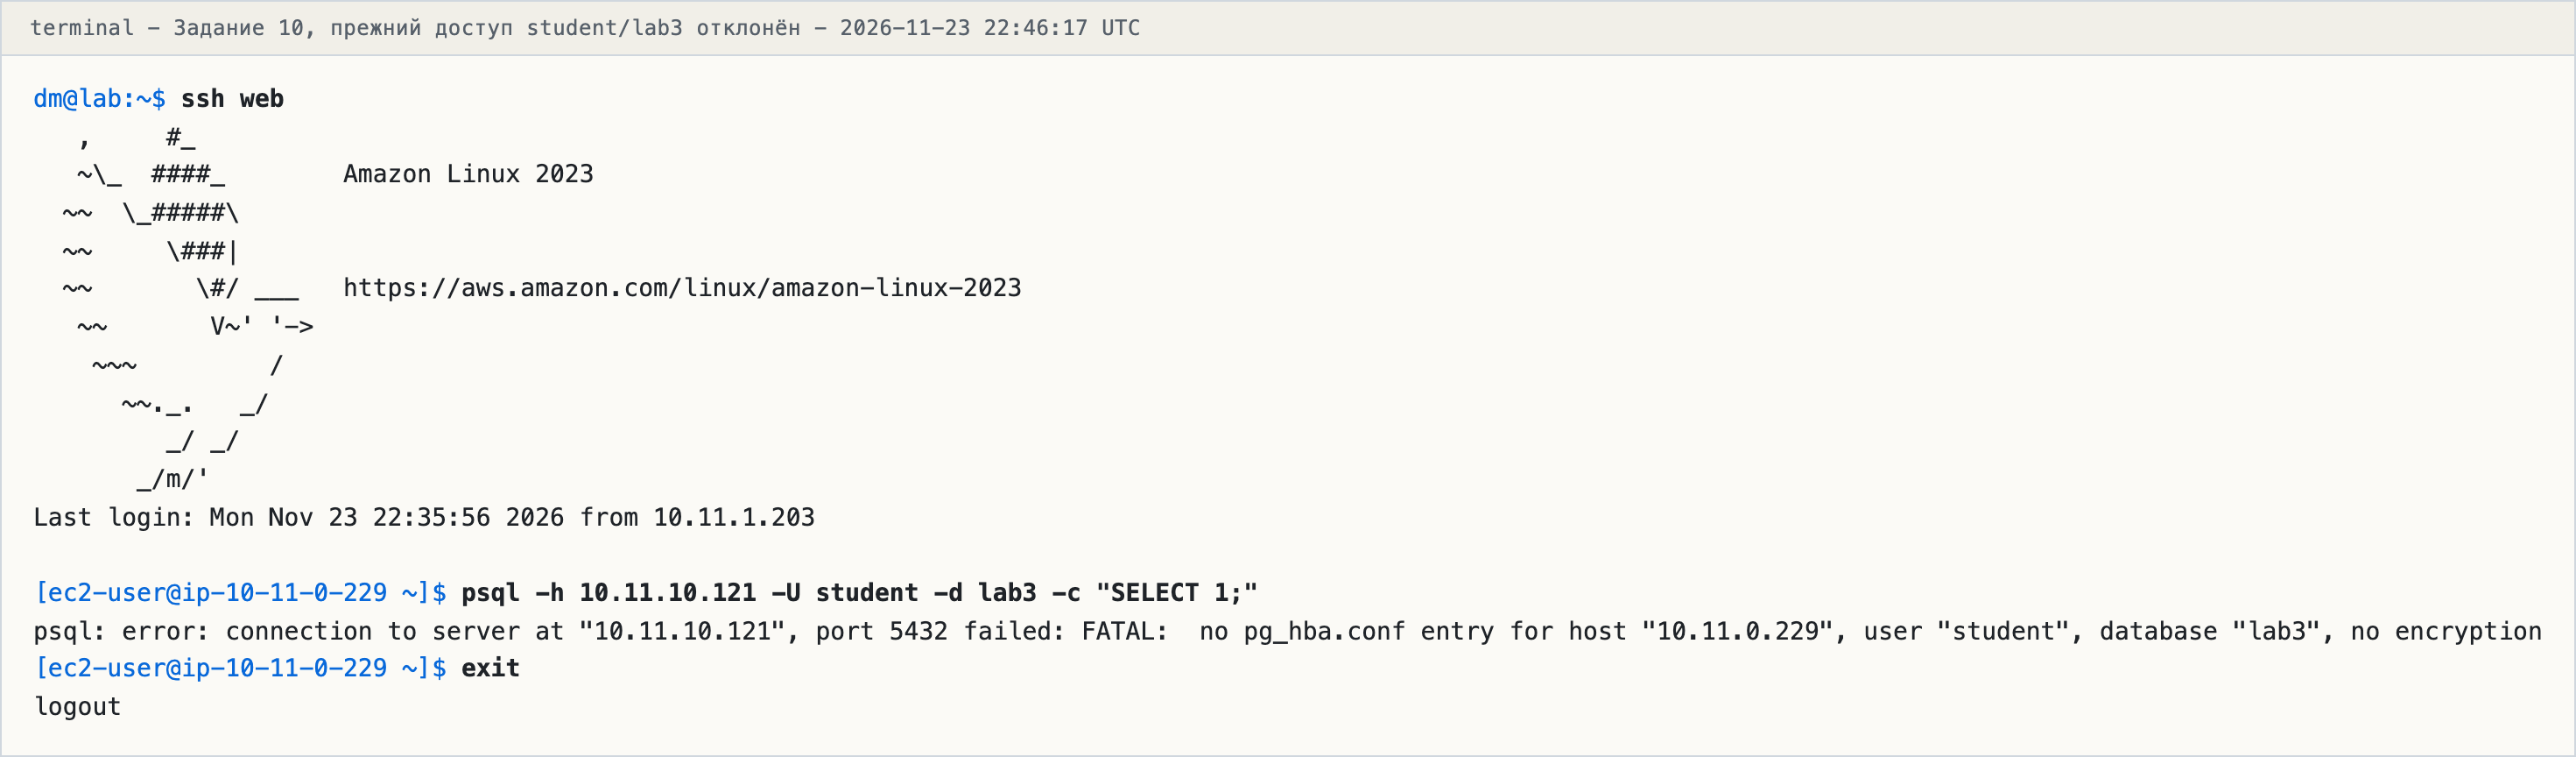 terminal — Задание 10, прежний доступ student/lab3 отклонён — 2026-11-23 22:46:17 UTC
dm@lab:~$ ssh web
   ,     #_
   ~\_  ####_        Amazon Linux 2023
  ~~  \_#####\
  ~~     \###|
  ~~       \#/ ___   https://aws.amazon.com/linux/amazon-linux-2023
   ~~       V~' '->
    ~~~         /
      ~~._.   _/
         _/ _/
       _/m/'
Last login: Mon Nov 23 22:35:56 2026 from 10.11.1.203
[ec2-user@ip-10-11-0-229 ~]$ psql -h 10.11.10.121 -U student -d lab3 -c "SELECT 1;"
psql: error: connection to server at "10.11.10.121", port 5432 failed: FATAL:  no pg_hba.conf entry for host "10.11.0.229", user "student", database "lab3", no encryption
[ec2-user@ip-10-11-0-229 ~]$ exit
logout